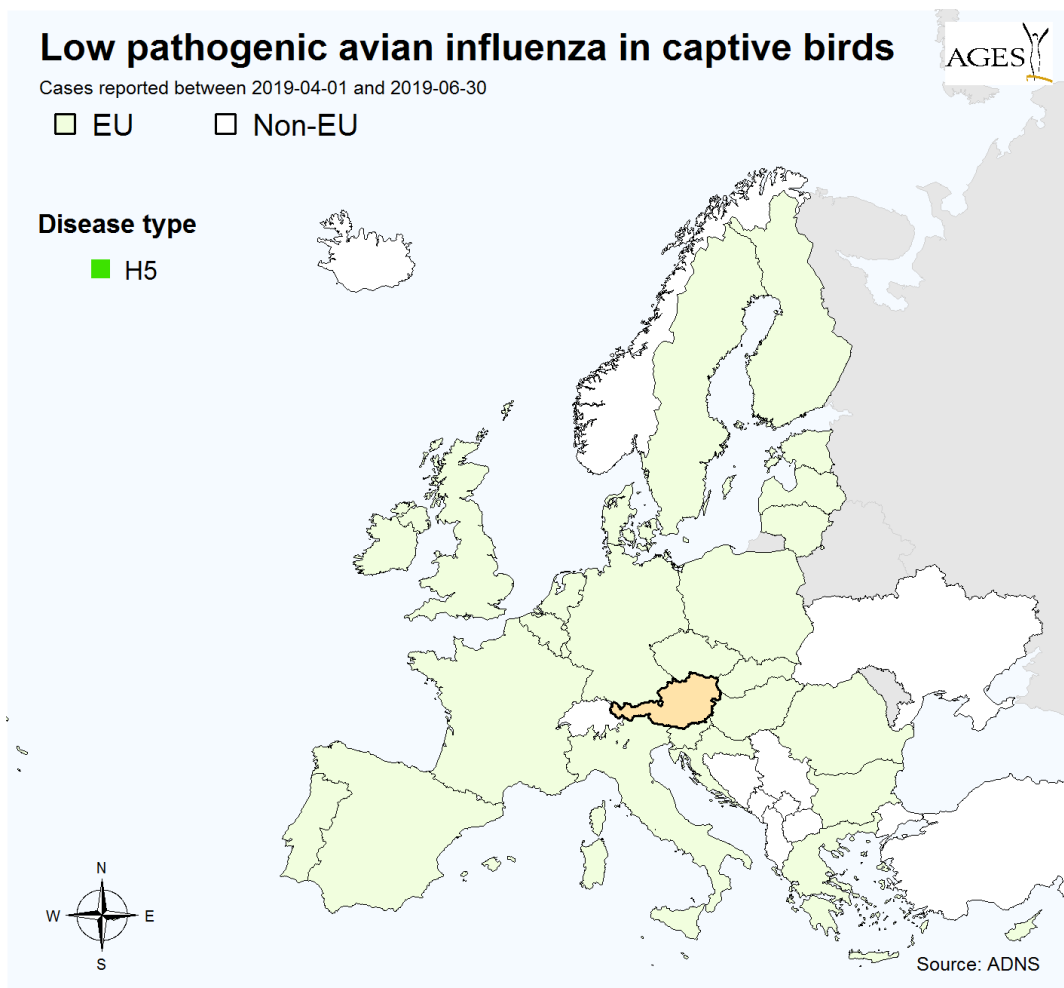 Low pathogenic avian influenza in captive birds
AGES
Cases reported between 2019-04-01 and 2019-06-30
EU Non-EU
Disease type
H5
N
W E
S
Source: ADNS